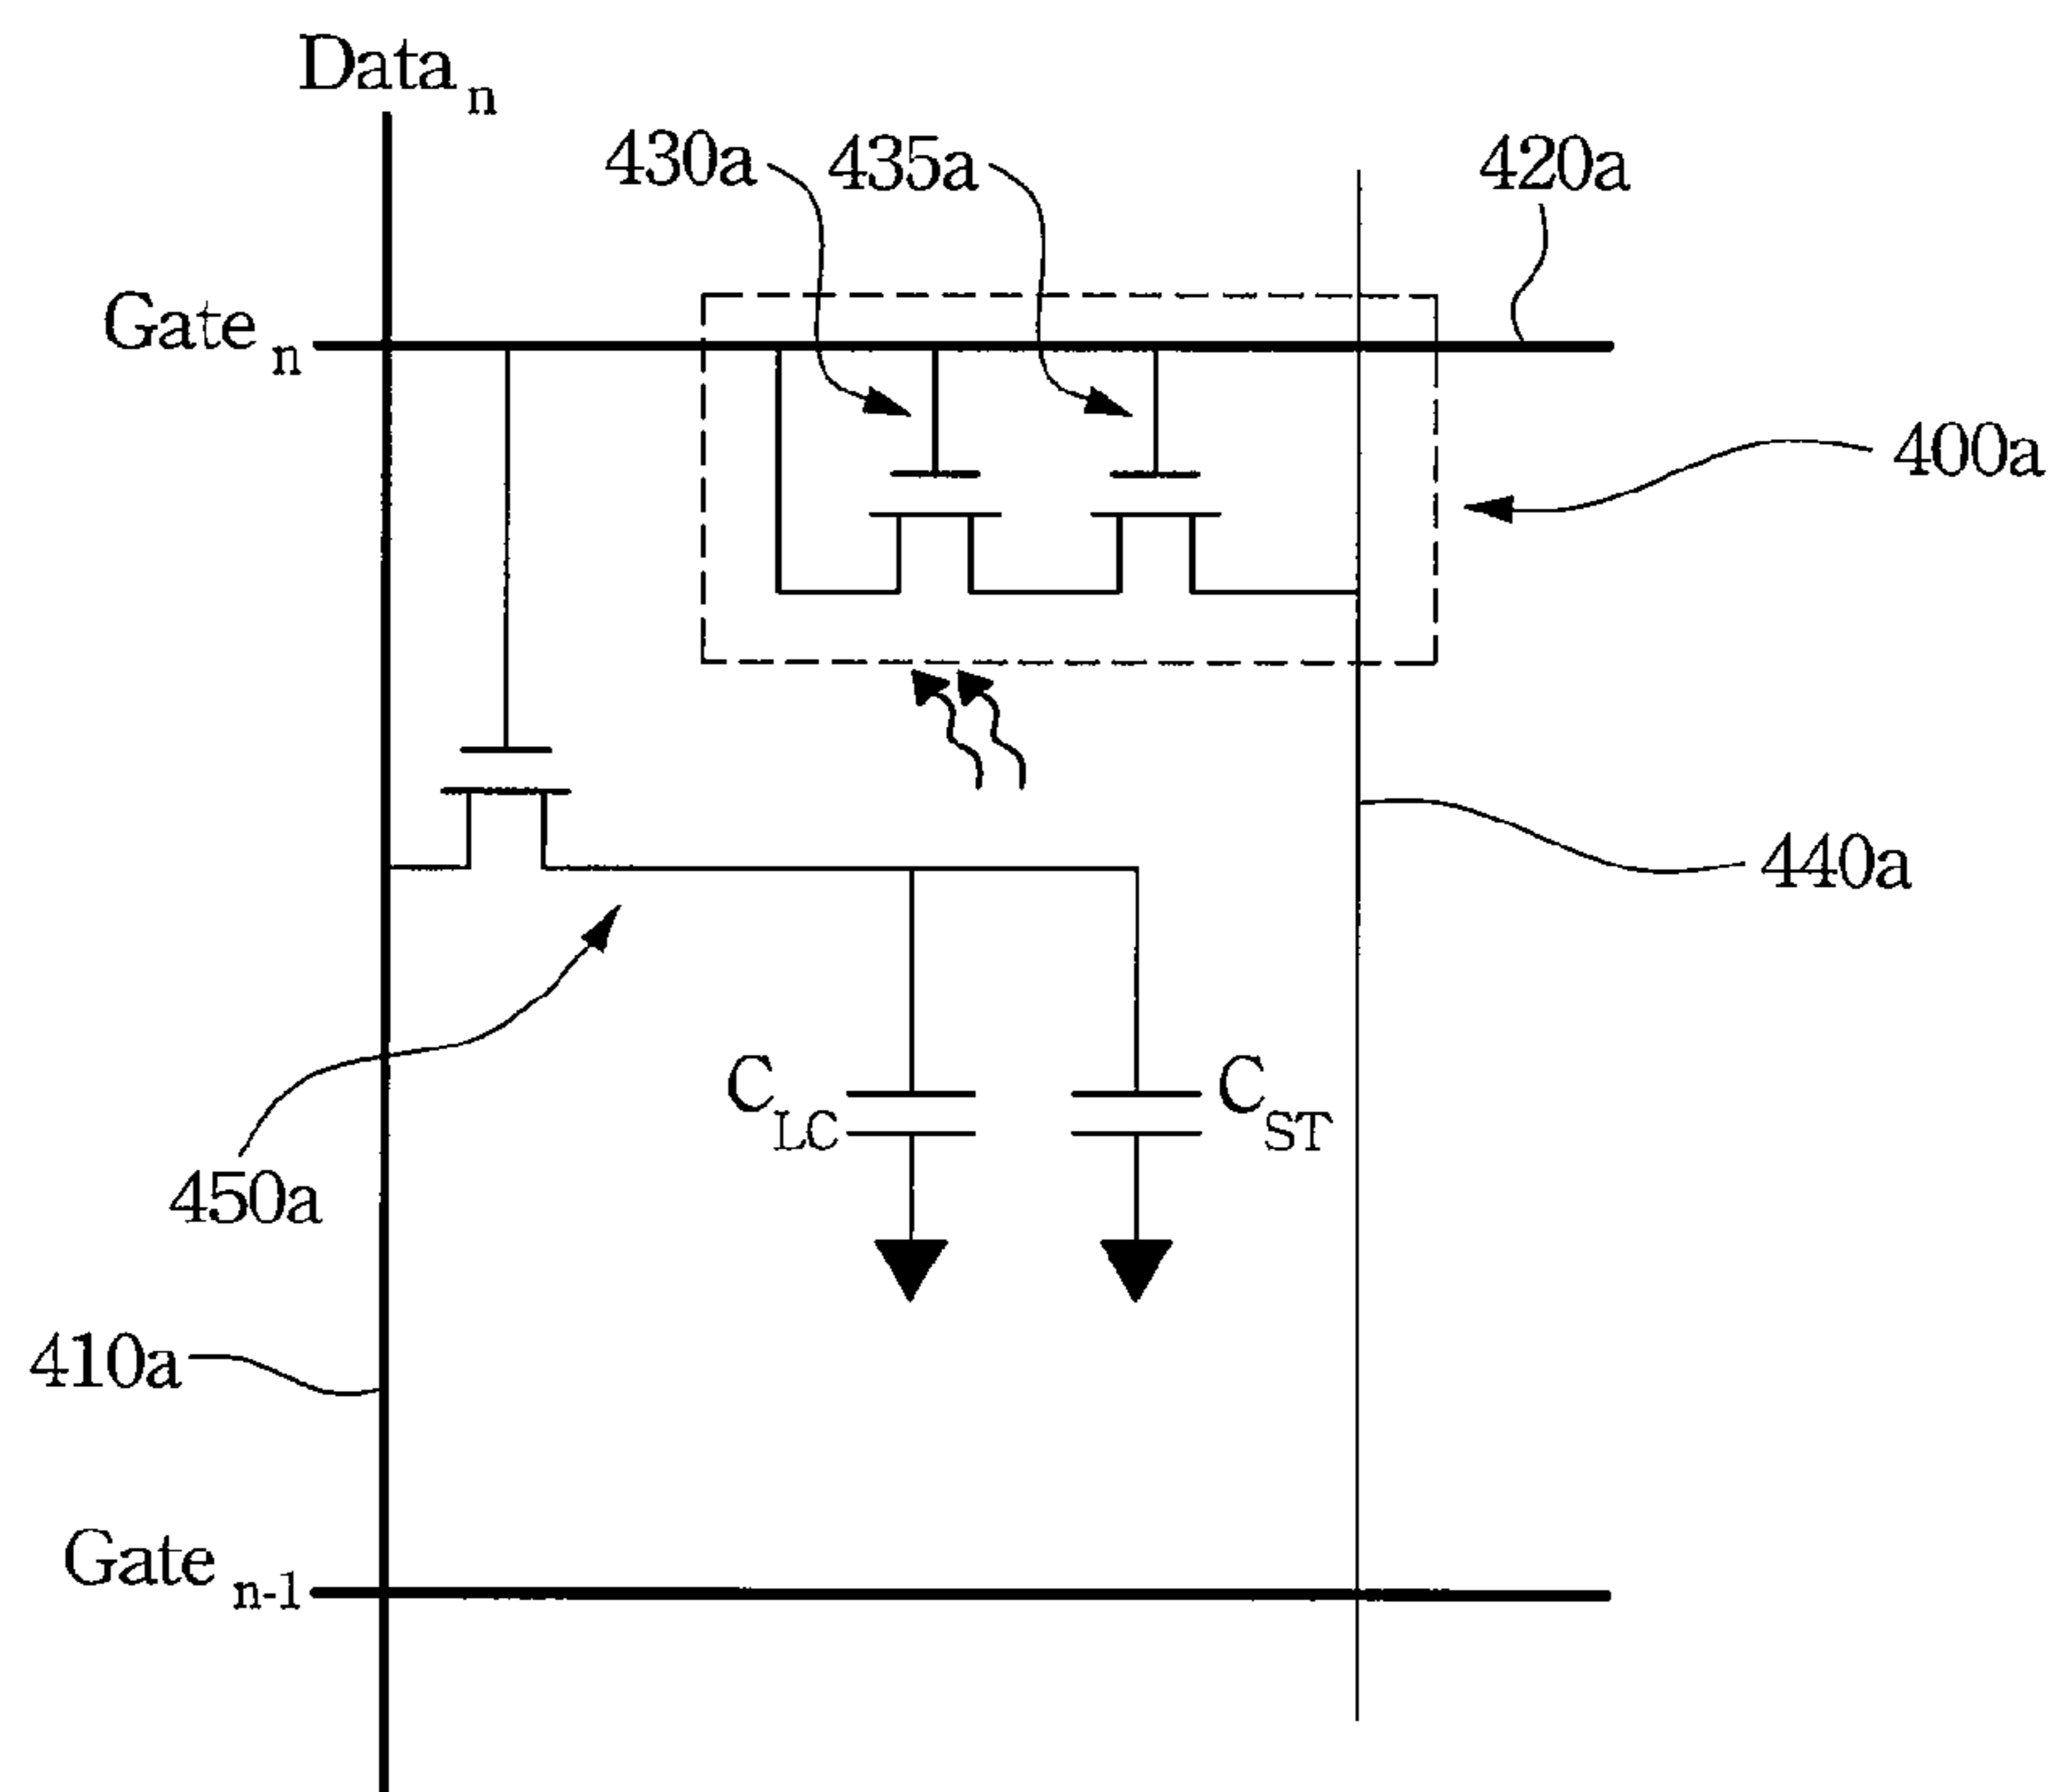 Data n
430a 435a 420a
Gate n
400a
440a
C LC C ST
450a
410a
Gate n-1